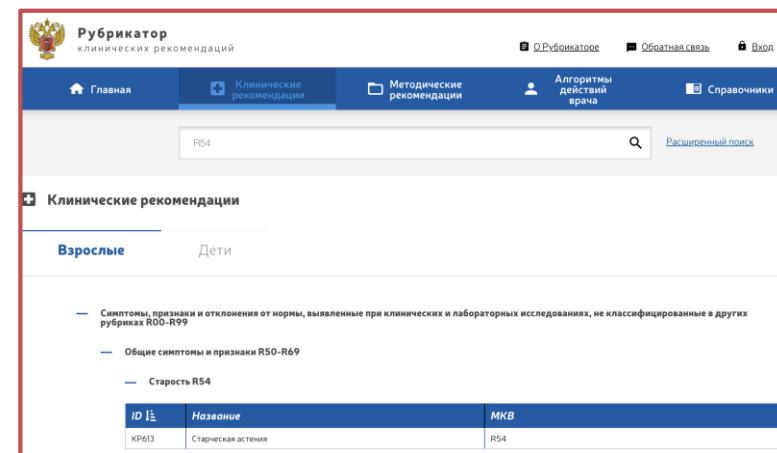 Рубрикатор
клинических рекомендаций
О Рубрикаторе
Обратная связь
Вход
Главная
Клинические
рекомендации
Методические
рекомендации
Алгоритмы
действий
врача
Справочники
R54
Расширенный поиск
Клинические рекомендации
Взрослые
Дети
Симптомы, признаки и отклонения от нормы, выявленные при клинических и лабораторных исследованиях, не классифицированные в других
рубриках R00-R99
Общие симптомы и признаки R50-R69
Старость R54
ID Название МКВ
КР613 Старческая астения R54